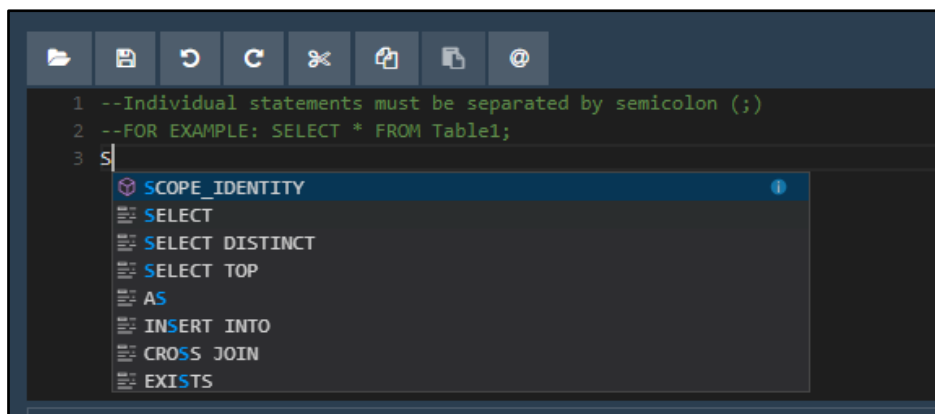 @
1 --Individual statements must be separated by semicolon (;)
2 --FOR EXAMPLE: SELECT * FROM Table1;
3 S
SCOPE_IDENTITY
SELECT
SELECT DISTINCT
SELECT TOP
AS
INSERT INTO
CROSS JOIN
EXISTS